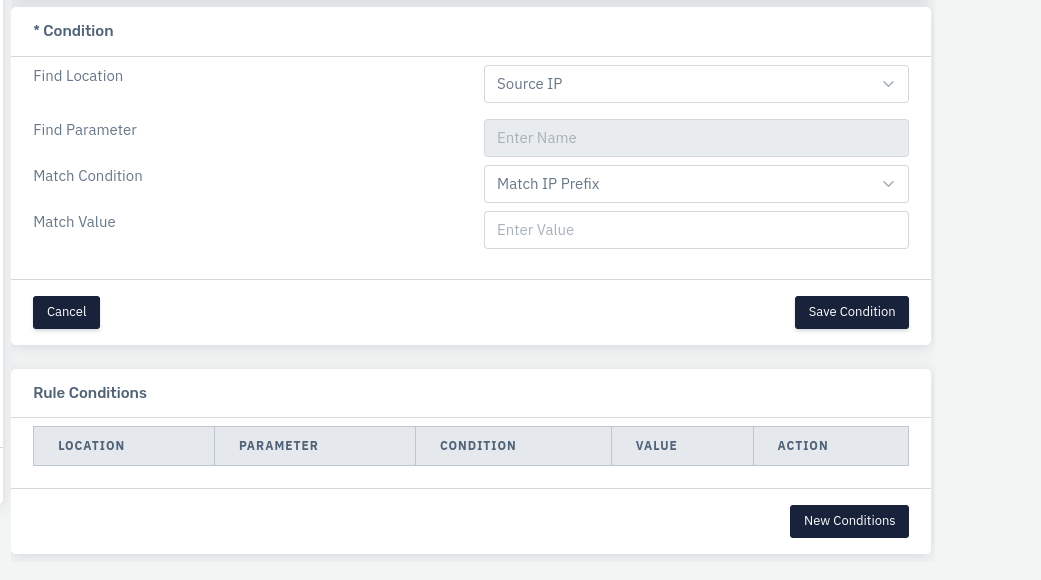 * Condition
Find Location
Source IP
Find Parameter
Enter Name
Match Condition
Match IP Prefix
Match Value
Enter Value
Cancel
Save Condition
Rule Conditions
LOCATION PARAMETER CONDITION VALUE ACTION
New Conditions